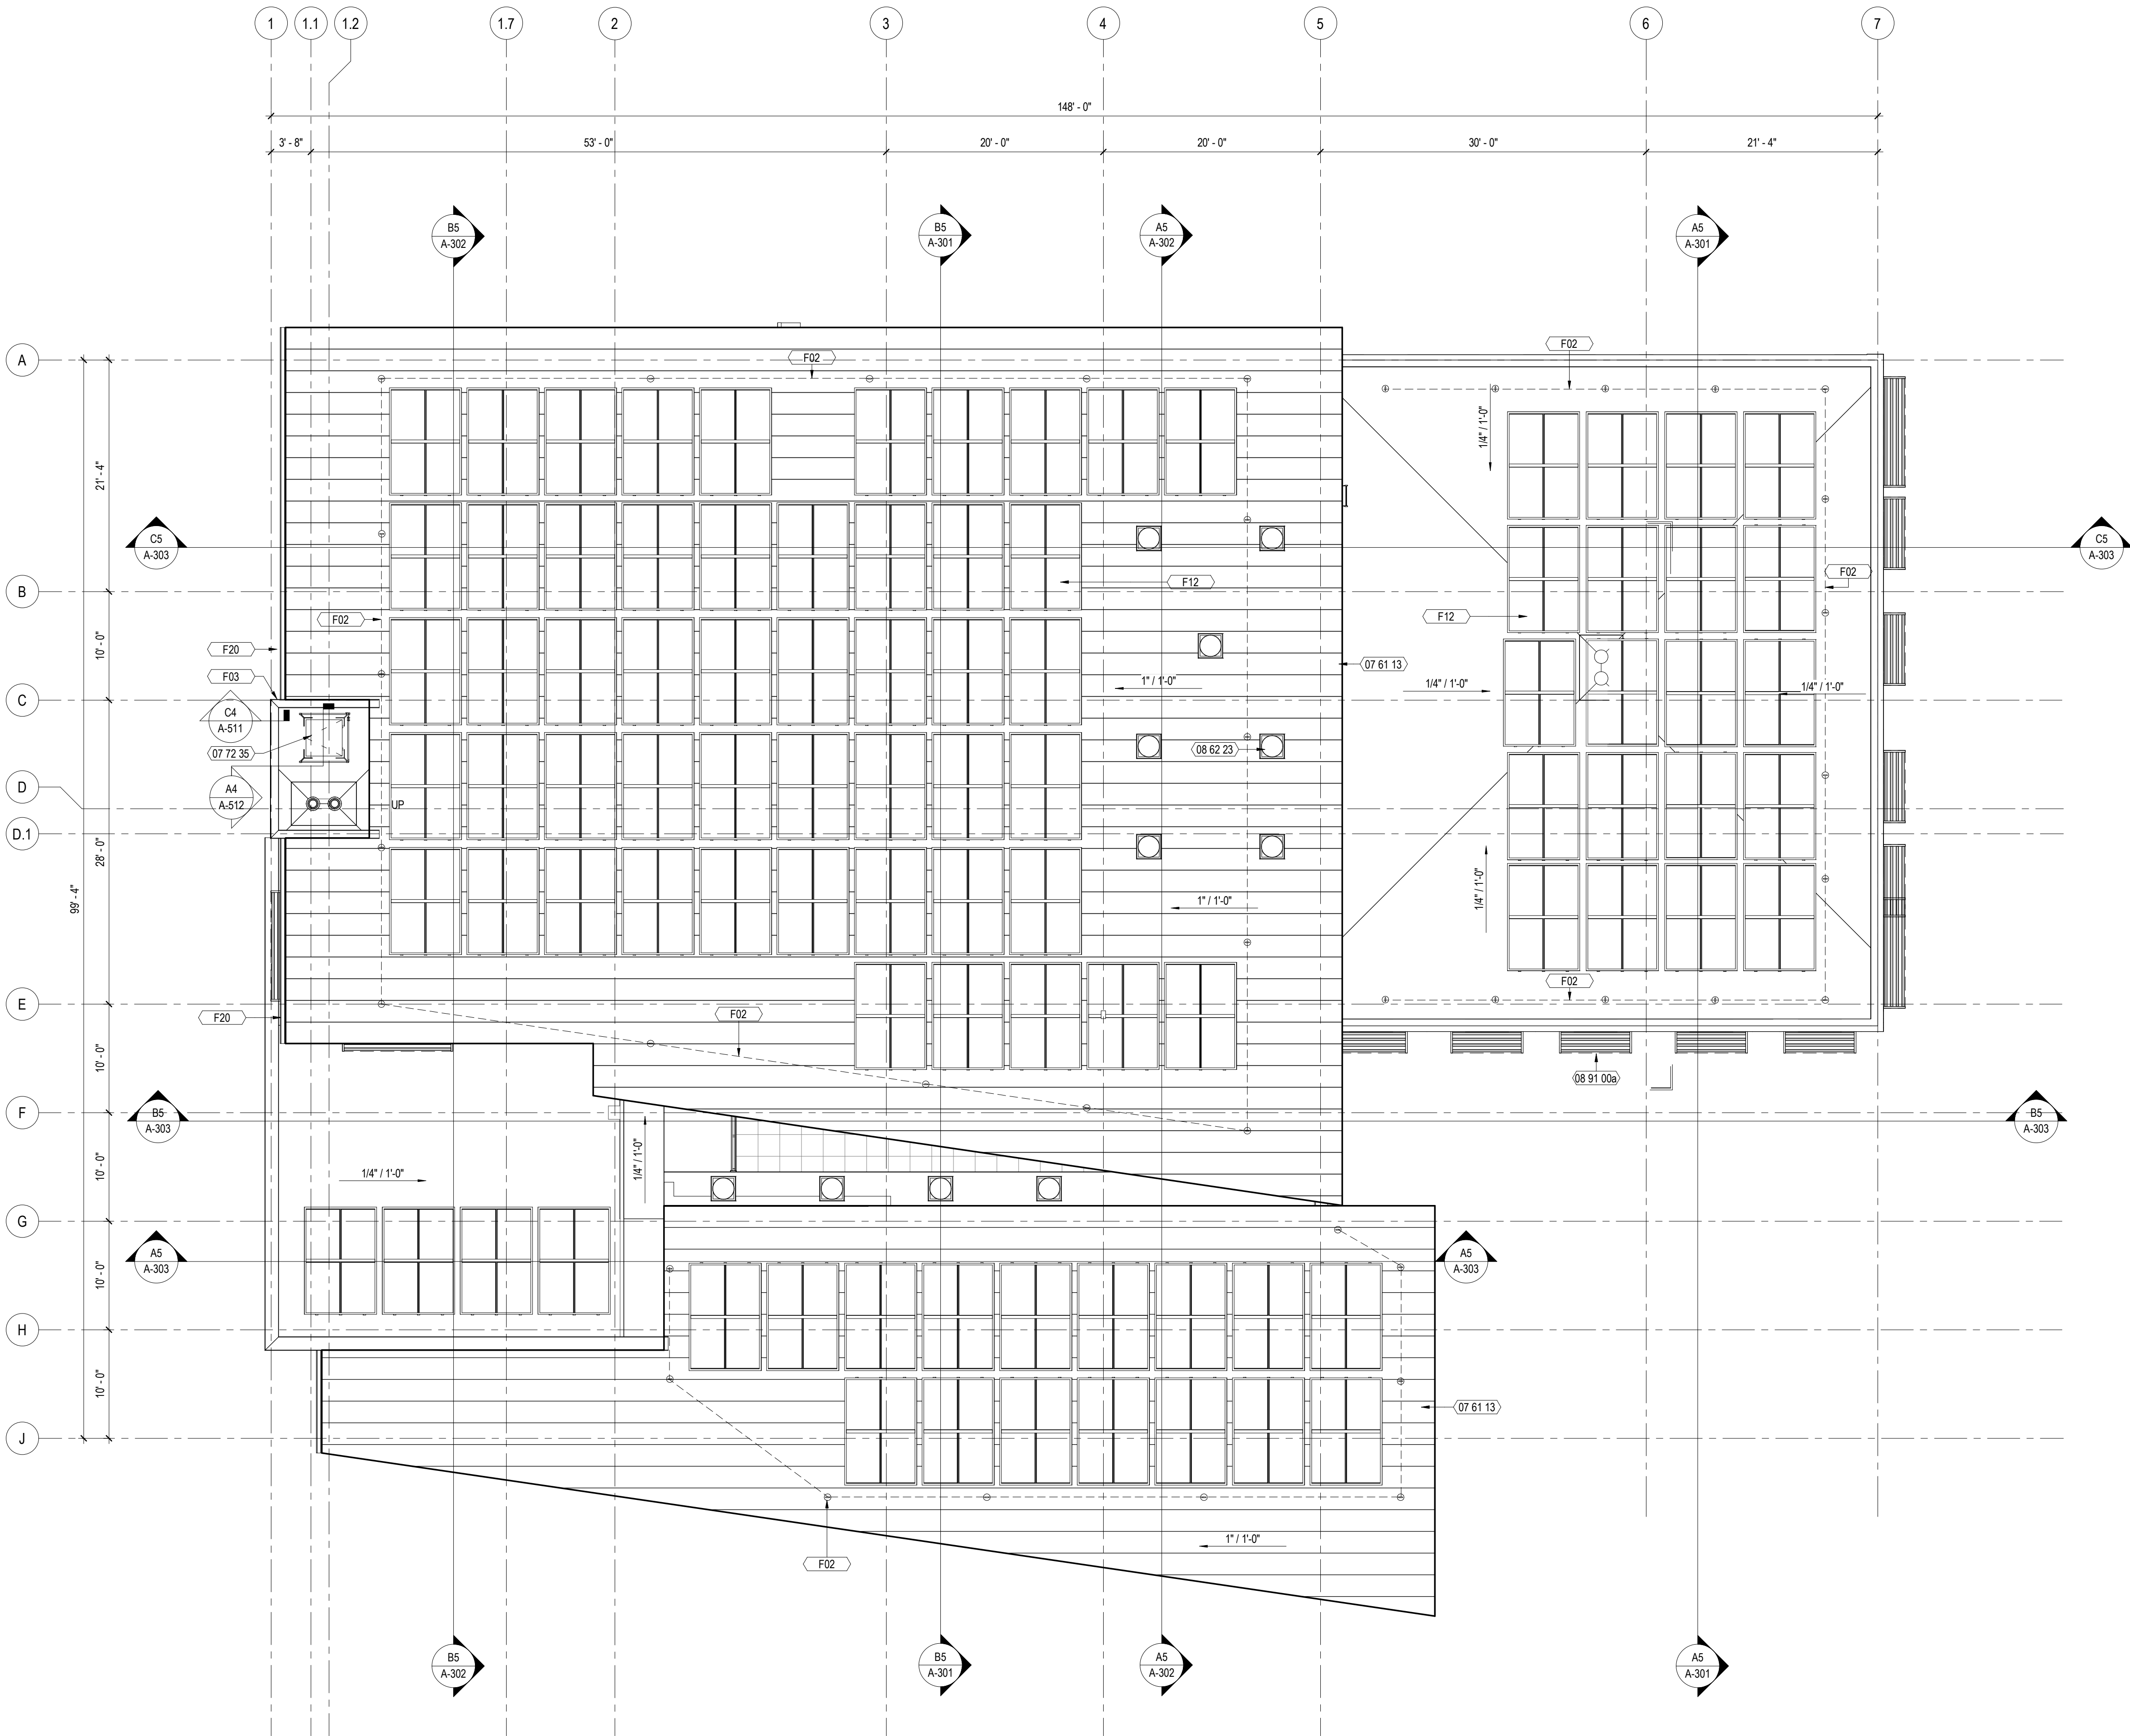 1
1.1
1.2
1.7
2
3
4
5
6
7
148' - 0"
3' - 8"
53' - 0"
20' - 0"
20' - 0"
30' - 0"
21' - 4"
B5
A-302
B5
A-301
A5
A-302
A5
A-301
A
F02
F02
1/4" / 1'-0"
21' - 4"
C5
A-303
C5
A-303
F02
B
F12
F12
F02
10' - 0"
F20
07 61 13
F03
1" / 1'-0"
1/4" / 1'-0"
1/4" / 1'-0"
C
C4
A-511
07 72 35
08 62 23
D
A4
A-512
UP
D.1
28' - 0"
99' - 4"
1/4" / 1'-0"
1" / 1'-0"
F02
E
F20
F02
10' - 0"
08 91 00a
F
B5
A-303
B5
A-303
10' - 0"
1/4" / 1'-0"
1/4" / 1'-0"
G
A5
A-303
A5
A-303
10' - 0"
H
10' - 0"
07 61 13
J
1" / 1'-0"
F02
B5
A-302
B5
A-301
A5
A-302
A5
A-301